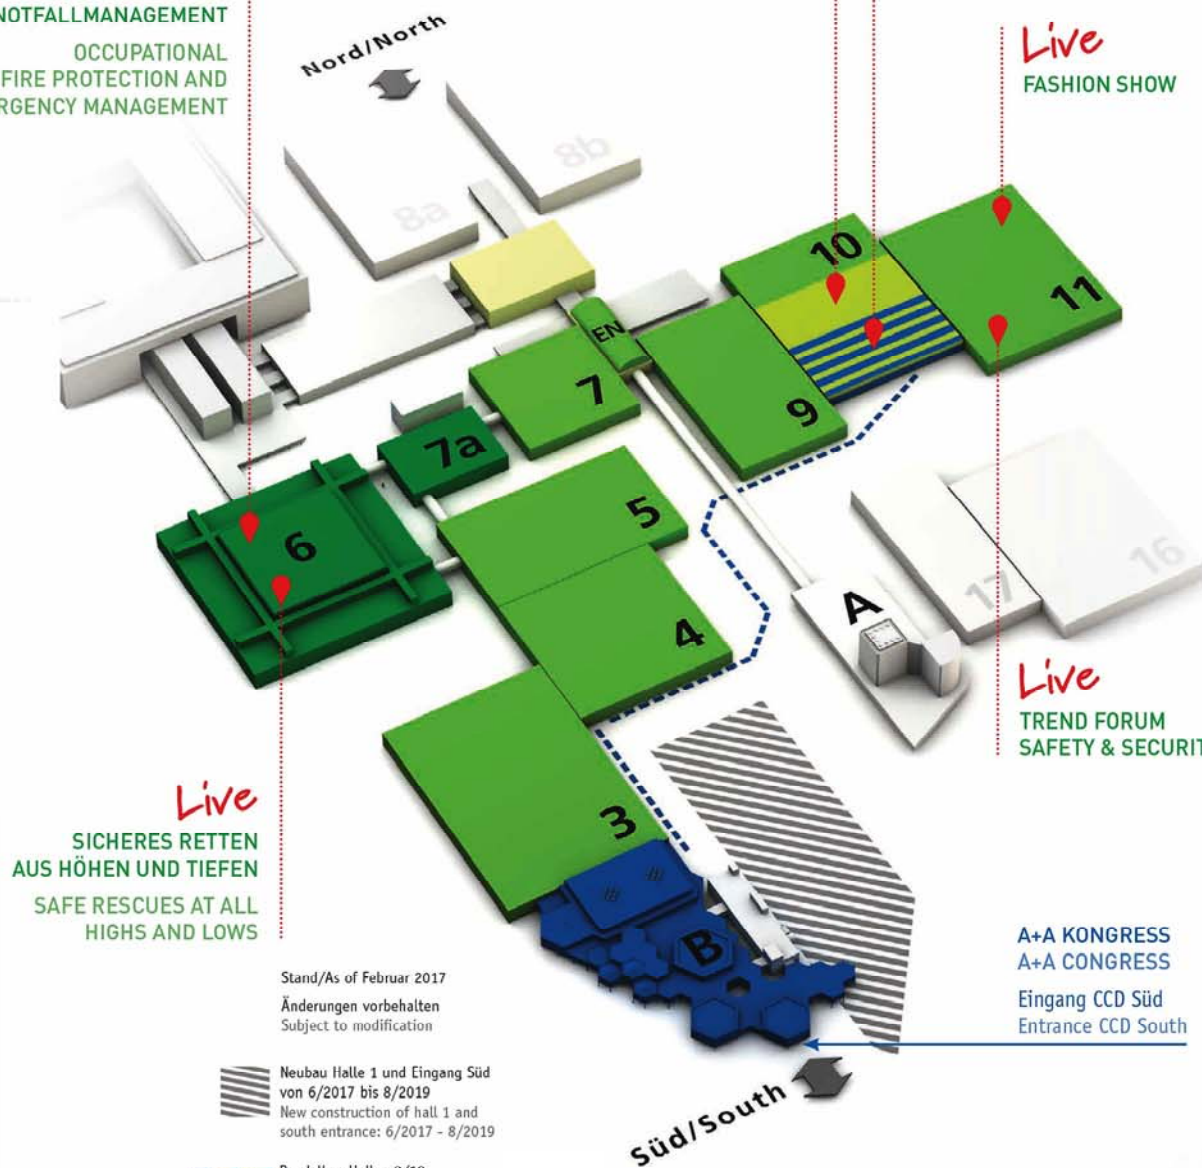 NOTFALLMANAGEMENT
OCCUPATIONAL
FIRE PROTECTION AND
RGENCY MANAGEMENT
Nord/North
Live
FASHION SHOW
8b
8a
10
11
EN
7
9
7a
5
6
4
A
17
16
3
B
Live
TREND FORUM
SAFETY & SECURIT
Live
SICHERES RETTEN
AUS HÖHEN UND TIEFEN
SAFE RESCUES AT ALL
HIGHS AND LOWS
Stand/As of Februar 2017
Änderungen vorbehalten
Subject to modification
A+A KONGRESS
A+A CONGRESS
Eingang CCD Süd
Entrance CCD South
Neubau Halle 1 und Eingang Süd
von 6/2017 bis 8/2019
New construction of hall 1 and
south entrance: 6/2017 - 8/2019
Süd/South